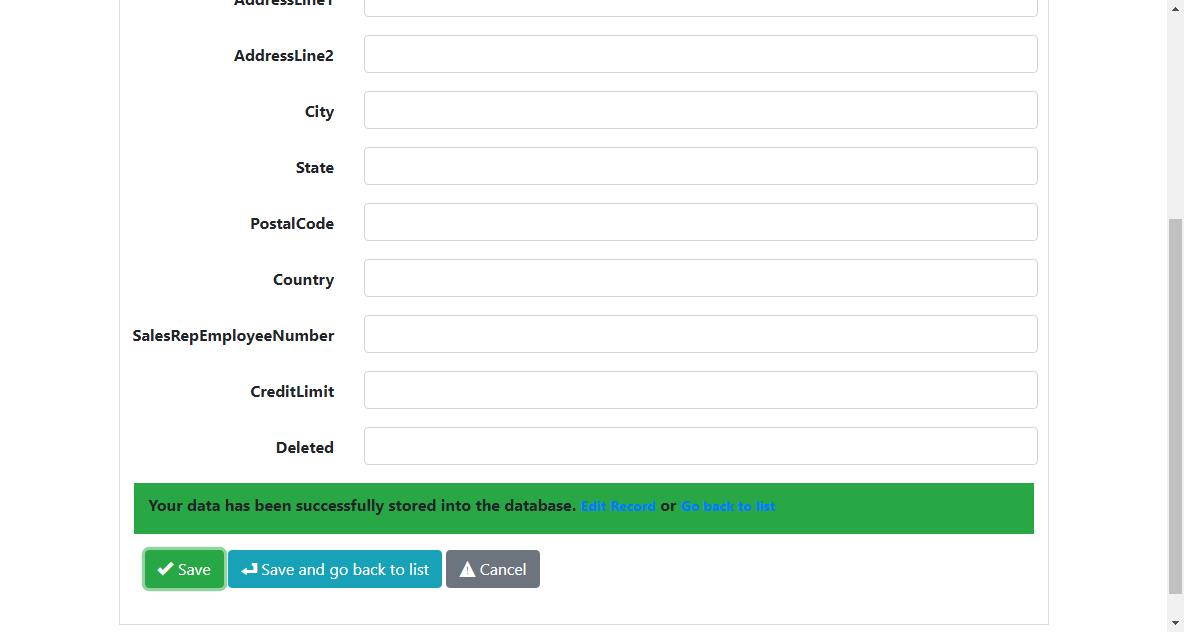 AddressLine1
AddressLine2
City
State
PostalCode
Country
SalesRepEmployeeNumber
CreditLimit
Deleted
Your data has been successfully stored into the database. Edit Record or Go back to list
Save Save and go back to list Cancel